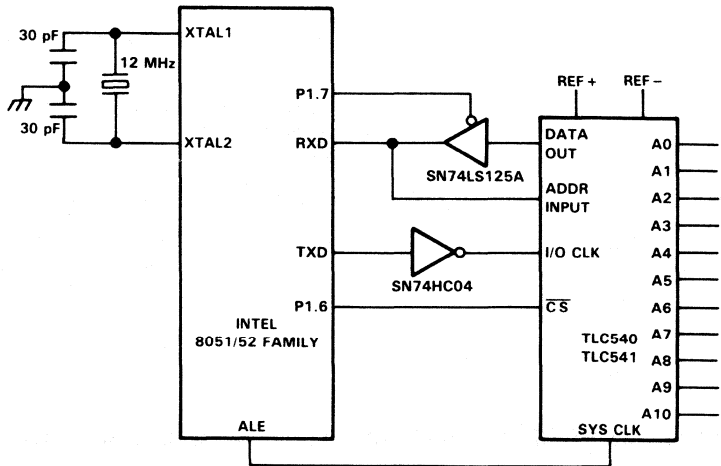 30 pF
12 MHz
30 pF
XTAL1
XTAL2
P1.7
RXD
TXD
P1.6
INTEL
8051/52 FAMILY
ALE
SN74LS125A
SN74HC04
REF +
REF −
DATA
OUT
ADDR
INPUT
I/O CLK
CS
TLC540
TLC541
SYS CLK
A0
A1
A2
A3
A4
A5
A6
A7
A8
A9
A10